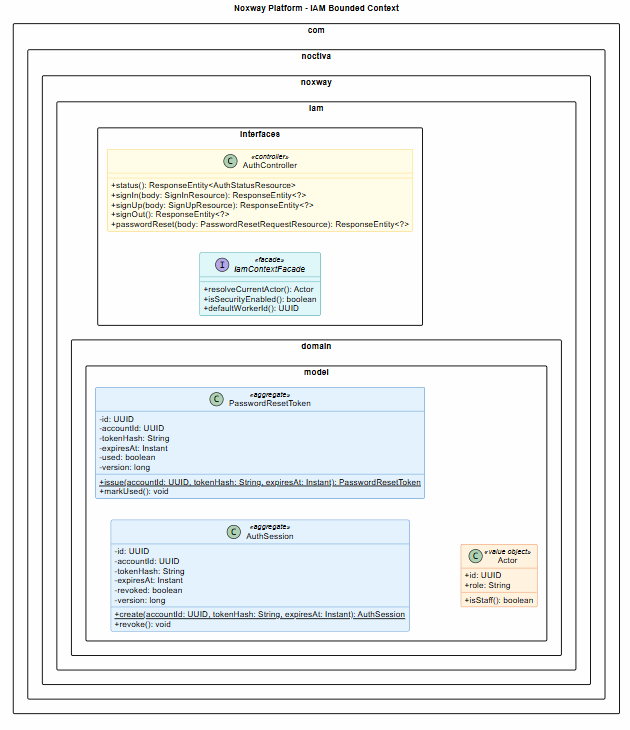 Noxway Platform - IAM Bounded Context
com
noctiva
noxway
iam
interfaces
C
«controller»
AuthController
+status(): ResponseEntity<AuthStatusResource>
+signIn(body: SignInResource): ResponseEntity<?>
+signUp(body: SignUpResource): ResponseEntity<?>
+signOut(): ResponseEntity<?>
+passwordReset(body: PasswordResetRequestResource): ResponseEntity<?>
I
«facade»
IamContextFacade
+resolveCurrentActor(): Actor
+isSecurityEnabled(): boolean
+defaultWorkerId(): UUID
domain
model
C
«aggregate»
PasswordResetToken
-id: UUID
-accountId: UUID
-tokenHash: String
-expiresAt: Instant
-used: boolean
-version: long
+issue(accountId: UUID, tokenHash: String, expiresAt: Instant): PasswordResetToken
+markUsed(): void
C
«aggregate»
AuthSession
-id: UUID
-accountId: UUID
-tokenHash: String
-expiresAt: Instant
-revoked: boolean
-version: long
+create(accountId: UUID, tokenHash: String, expiresAt: Instant): AuthSession
+revoke(): void
C
«value object»
Actor
+id: UUID
+role: String
+isStaff(): boolean